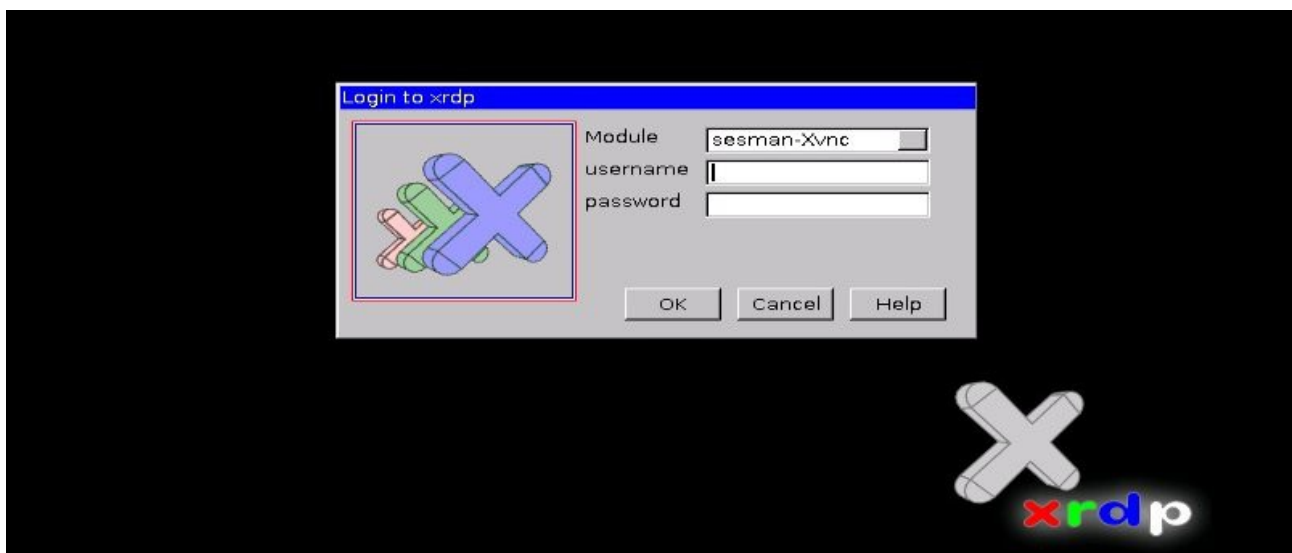 Login to xrdp
Module sesman-Xvnc
username
password
OK Cancel Help
xrdp